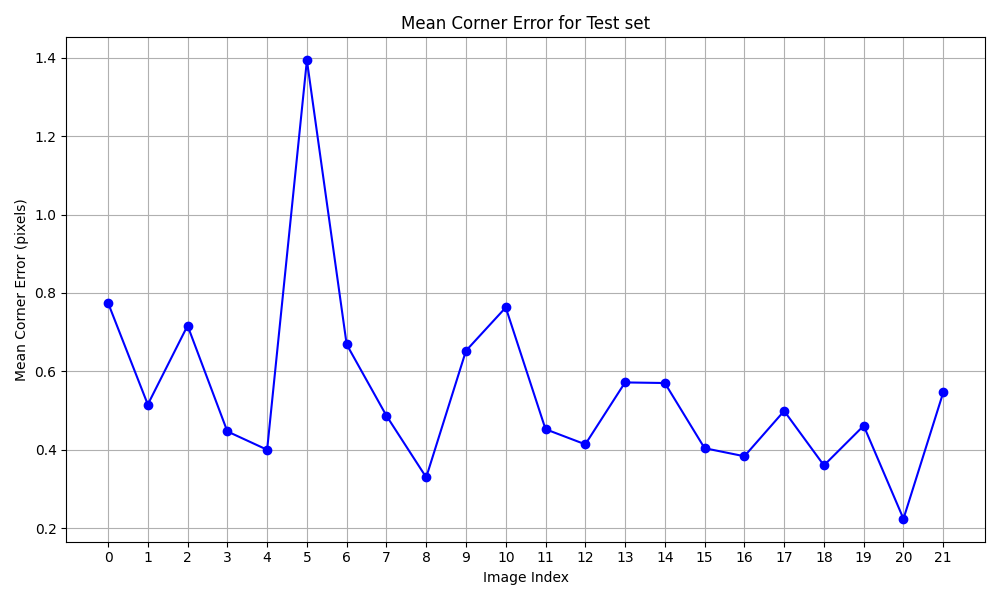 Mean Corner Error for Test set
Mean Corner Error (pixels)
1.4
1.2
1.0
0.8
0.6
0.4
0.2
0 1 2 3 4 5 6 7 8 9 10 11 12 13 14 15 16 17 18 19 20 21
Image Index